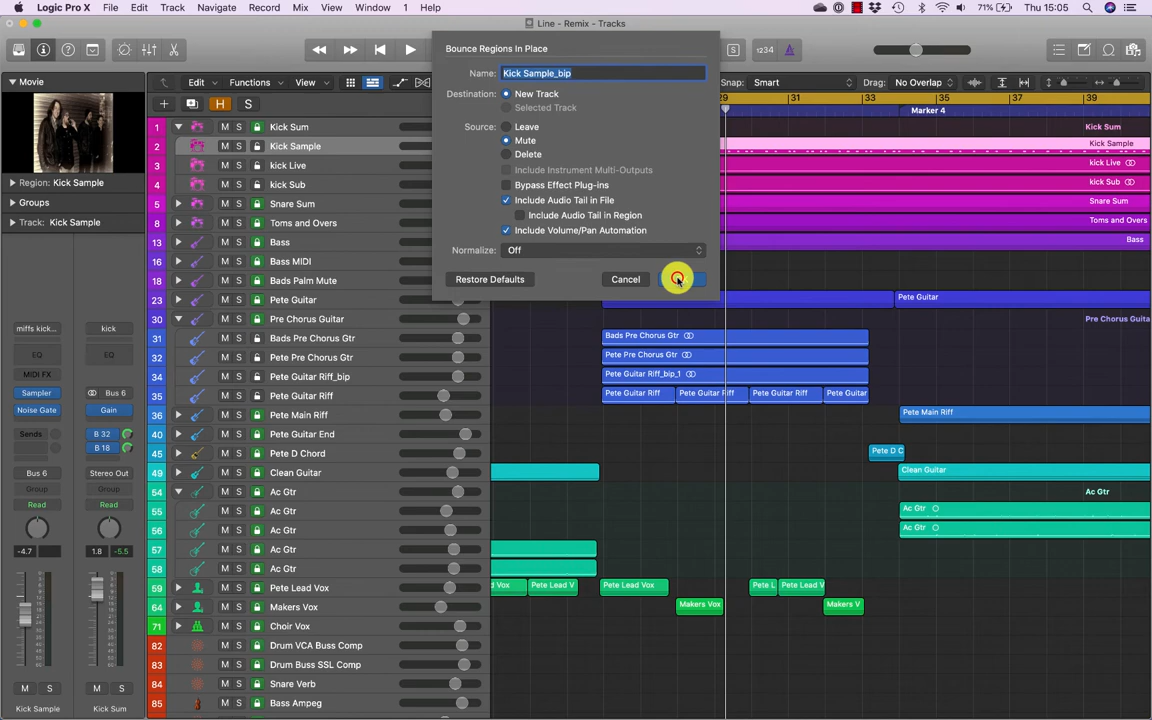 Logic Pro X File Edit Track Navigate Record Mix View Window 1 Help 71% Thu 15:05
Line - Remix - Tracks
Bounce Regions In Place
Name: Kick Sample_bip
Destination: New Track
Selected Track
Source: Leave
Mute
Delete
Include Instrument Multi-Outputs
Bypass Effect Plug-ins
Include Audio Tail in File
Include Audio Tail in Region
Include Volume/Pan Automation
Normalize: Off
Restore Defaults Cancel
S 1234
Movie
Edit Functions View Snap: Smart Drag: No Overlap
H S
29 31 33 35 37 39
Marker 4
Region: Kick Sample
Groups
Track: Kick Sample
1 Kick Sum Kick Sum
2 M S Kick Sample Kick Sample
3 M S kick Live kick Live
4 M S kick Sub kick Sub
5 M S Snare Sum Snare Sum
8 M S Toms and Overs Toms and Overs
13 M S Bass Bass
16 M S Bass MIDI
18 M S Bads Palm Mute
23 M S Pete Guitar Pete Guitar
30 M S Pre Chorus Guitar Pre Chorus Guita
31 M S Bads Pre Chorus Gtr Bads Pre Chorus Gtr
32 M S Pete Pre Chorus Gtr Pete Pre Chorus Gtr
34 M S Pete Guitar Riff_bip Pete Guitar Riff_bip_1
35 M S Pete Guitar Riff Pete Guitar Riff Pete Guitar Riff Pete Guitar Riff Pete Guitar
36 M S Pete Main Riff Pete Main Riff
40 M S Pete Guitar End
45 M S Pete D Chord Pete D C
49 M S Clean Guitar Clean Guitar
54 M S Ac Gtr Ac Gtr
55 M S Ac Gtr Ac Gtr
56 M S Ac Gtr Ac Gtr
57 M S Ac Gtr
58 M S Ac Gtr
59 M S Pete Lead Vox d Vox Pete Lead V Pete Lead Vox Pete L Pete Lead V
64 M S Makers Vox Makers Vox Makers V
71 M S Choir Vox
82 M S Drum VCA Buss Comp
83 M S Drum Buss SSL Comp
84 M S Snare Verb
85 M S Bass Ampeg
miffs kick... kick
EQ EQ
MIDI FX
Sampler Bus 6
Noise Gate Gain
Sends B 32
B 18
Bus 6 Stereo Out
Group Group
Read Read
-4.7 1.8 -5.5
M S M S
Kick Sample Kick Sum